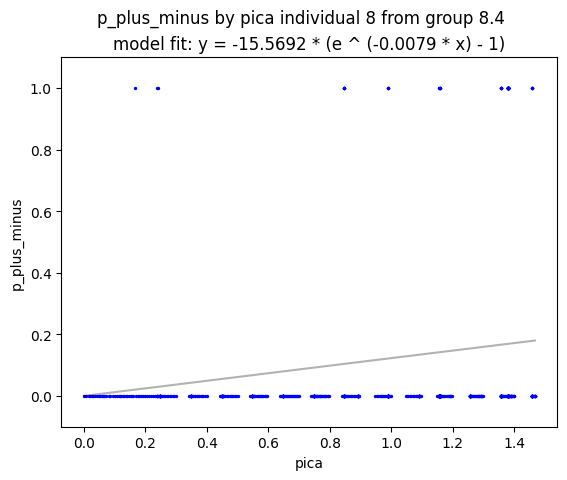 p_plus_minus by pica individual 8 from group 8.4
model fit: y = -15.5692 * (e ^ (-0.0079 * x) - 1)
1.0
0.8
0.6
0.4
0.2
0.0
p_plus_minus
0.0 0.2 0.4 0.6 0.8 1.0 1.2 1.4
pica